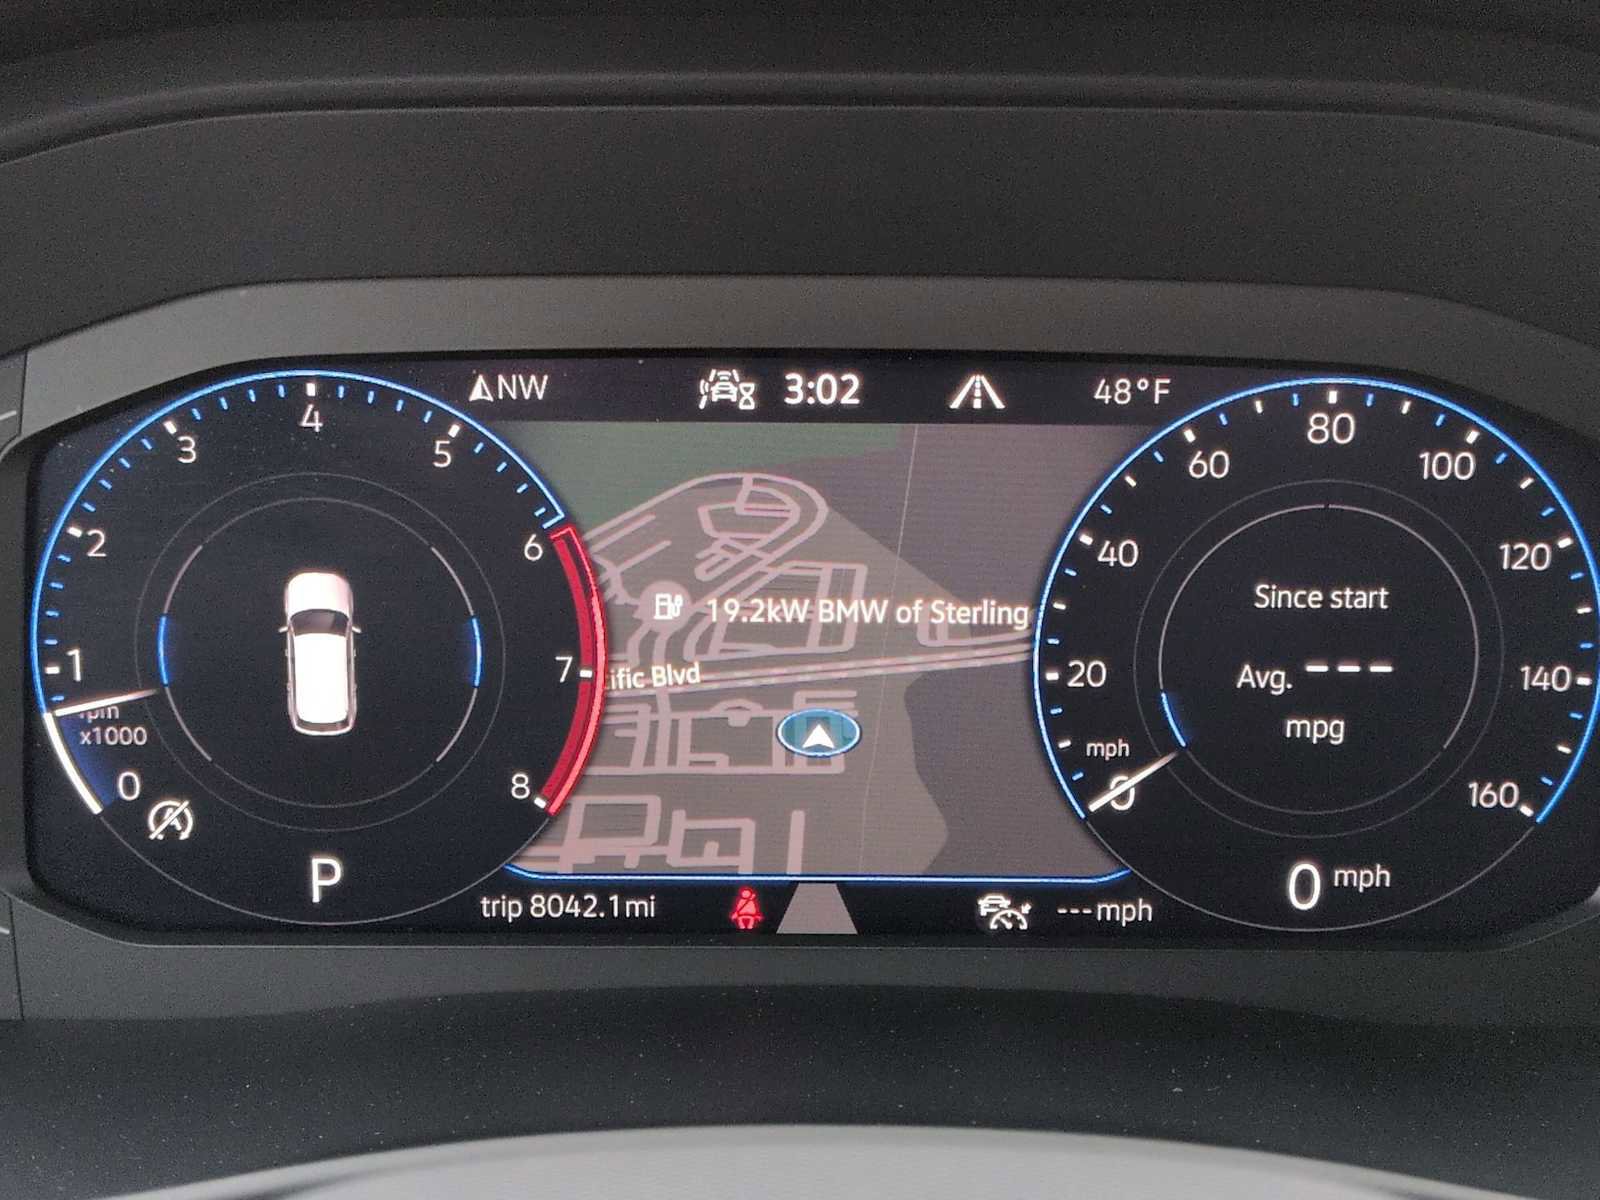 NW
3:02
48°F
4
3
5
2
6
1
7
rpm
x1000
0
8
P
19.2kW BMW of Sterling
ific Blvd
80
60
100
40
120
20
140
mph
0
160
Since start
Avg. ---
mpg
0 mph
trip 8042.1 mi
--- mph